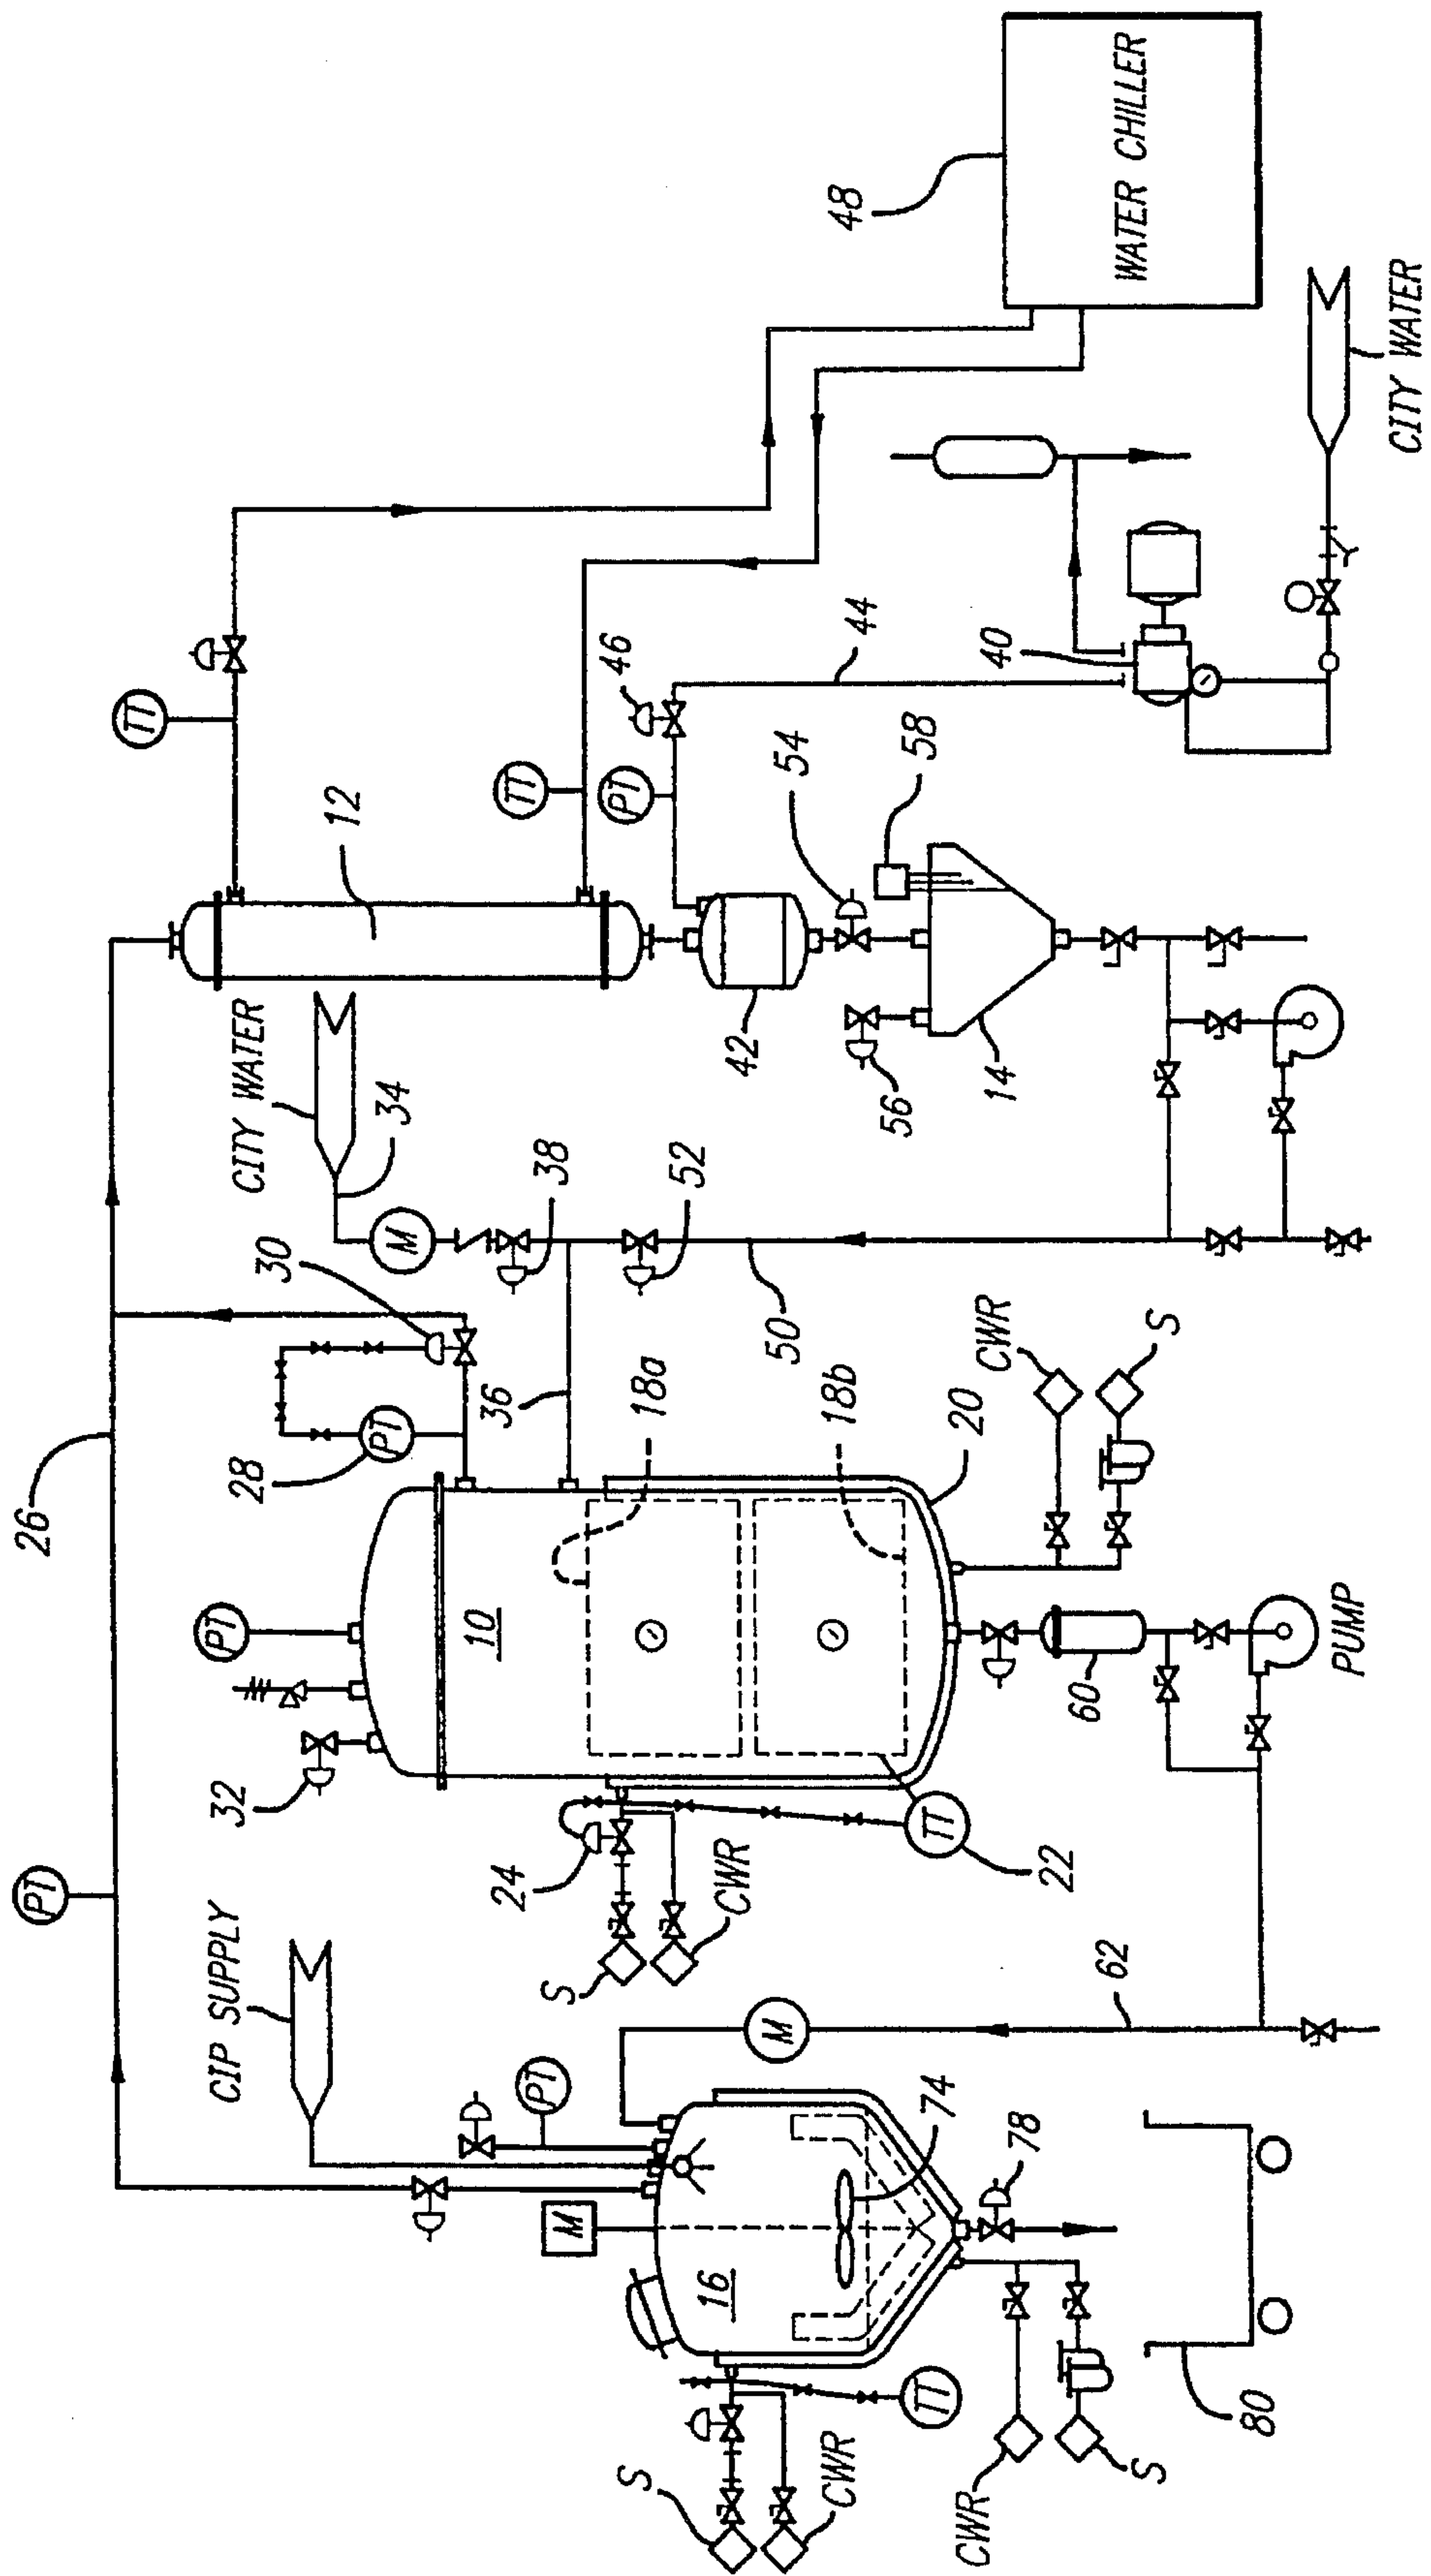 PT
26
TT
CIP SUPPLY
32
PT
28
30
CITY WATER
12
PT
M
34
10
24
36
TT
PT
38
S
M
PT
46
S
18a
52
16
CWR
42
M
50
54
CWR
18b
48
44
56
58
TT
TT
74
20
CWR
CWR
14
40
78
22
60
62
WATER CHILLER
S
S
80
PUMP
CITY WATER